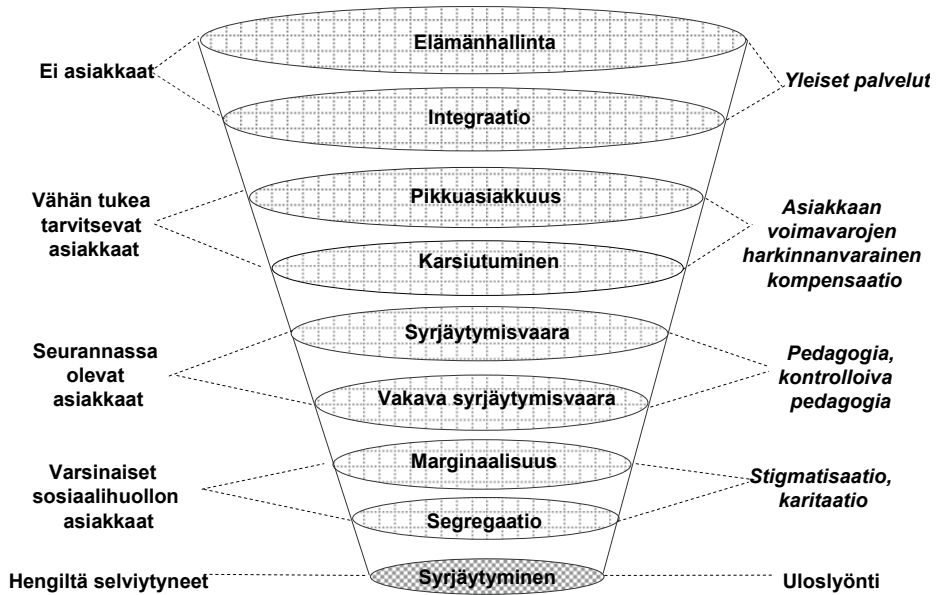 Elämänhallinta
Ei asiakkaat
Yleiset palvelut
Integraatio
Pikkuasiakkuus
Vähän tukea
tarvitsevat
asiakkaat
Asiakkaan
voimavarojen
harkinnanvarainen
kompensaatio
Karsiutuminen
Syrjäytymisvaara
Seurannassa
olevat
asiakkaat
Pedagogia,
kontrolloiva
pedagogia
Vakava syrjäytymisvaara
Marginaalisuus
Varsinaiset
sosiaalihuollon
asiakkaat
Stigmatisaatio,
karitaatio
Segregaatio
Hengiltä selviytyneet
Syrjäytyminen
Uloslyönti